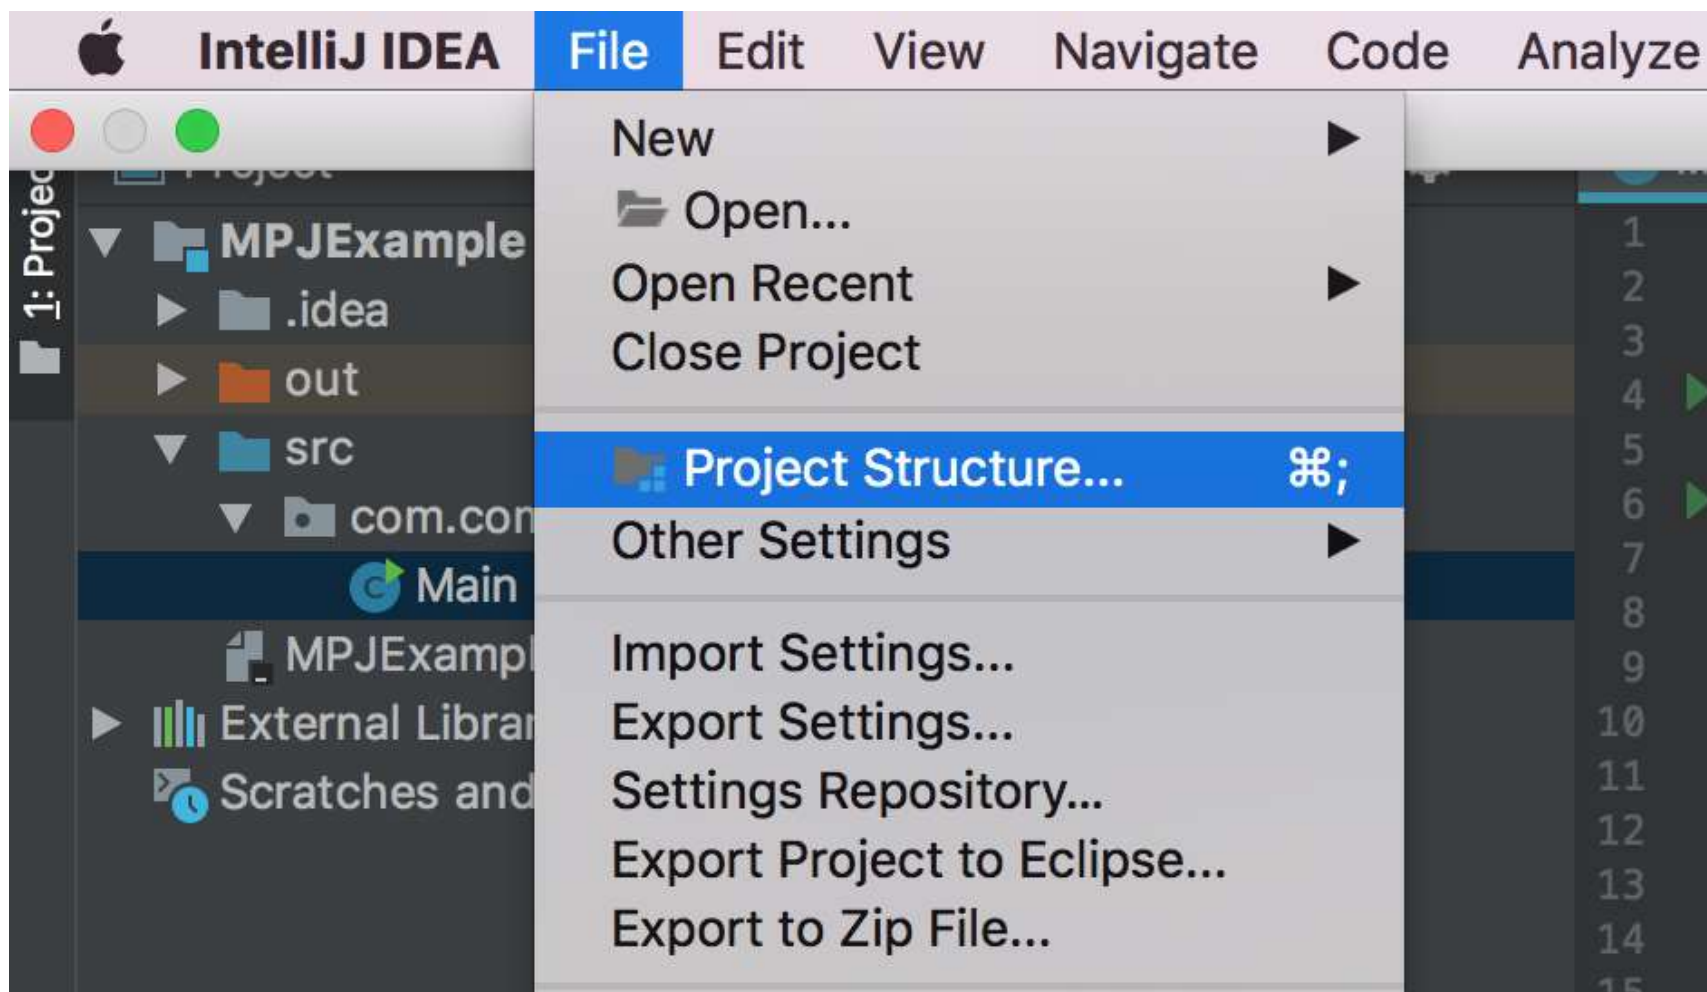 IntelliJ IDEA File Edit View Navigate Code Analyze
New
Open...
Open Recent
Close Project
Project Structure... ⌘;
Other Settings
Import Settings...
Export Settings...
Settings Repository...
Export Project to Eclipse...
Export to Zip File...
1: Projec
Project
MPJExample
.idea
out
src
com.com
Main
MPJExampl
External Librar
Scratches and
1
2
3
4
5
6
7
8
9
10
11
12
13
14
15